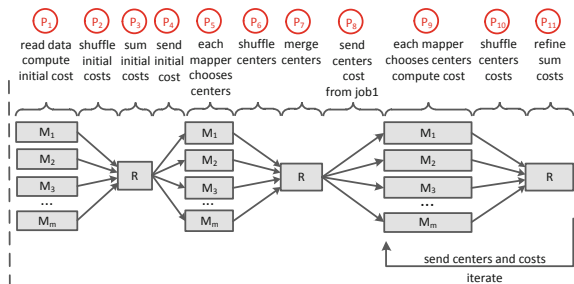 P1 P2 P3 P4 P5 P6 P7 P8 P9 P10 P11
read data shuffle sum send each shuffle merge send each mapper shuffle refine
compute initial initial initial mapper centers centers centers chooses centers centers sum
initial cost costs costs cost chooses cost compute cost costs costs
centers from job1
M1 M1 M1
M2 M2 M2
R R R
M3 M3 M3
... ... ...
Mm Mm Mm
send centers and costs
iterate